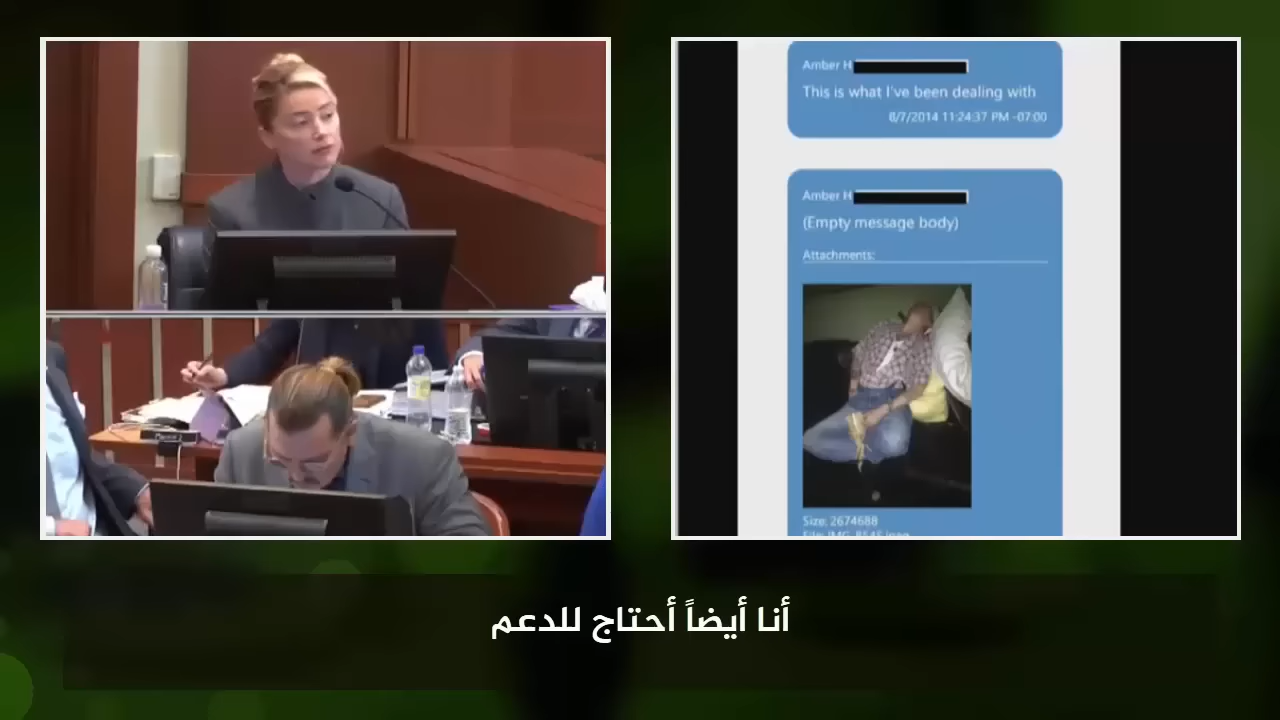 Amber H
This is what I've been dealing with
8/7/2014 11:24:37 PM -07:00
Amber H
(Empty message body)
Attachments:
Size: 2674688
أنا أيضاً أحتاج للدعم